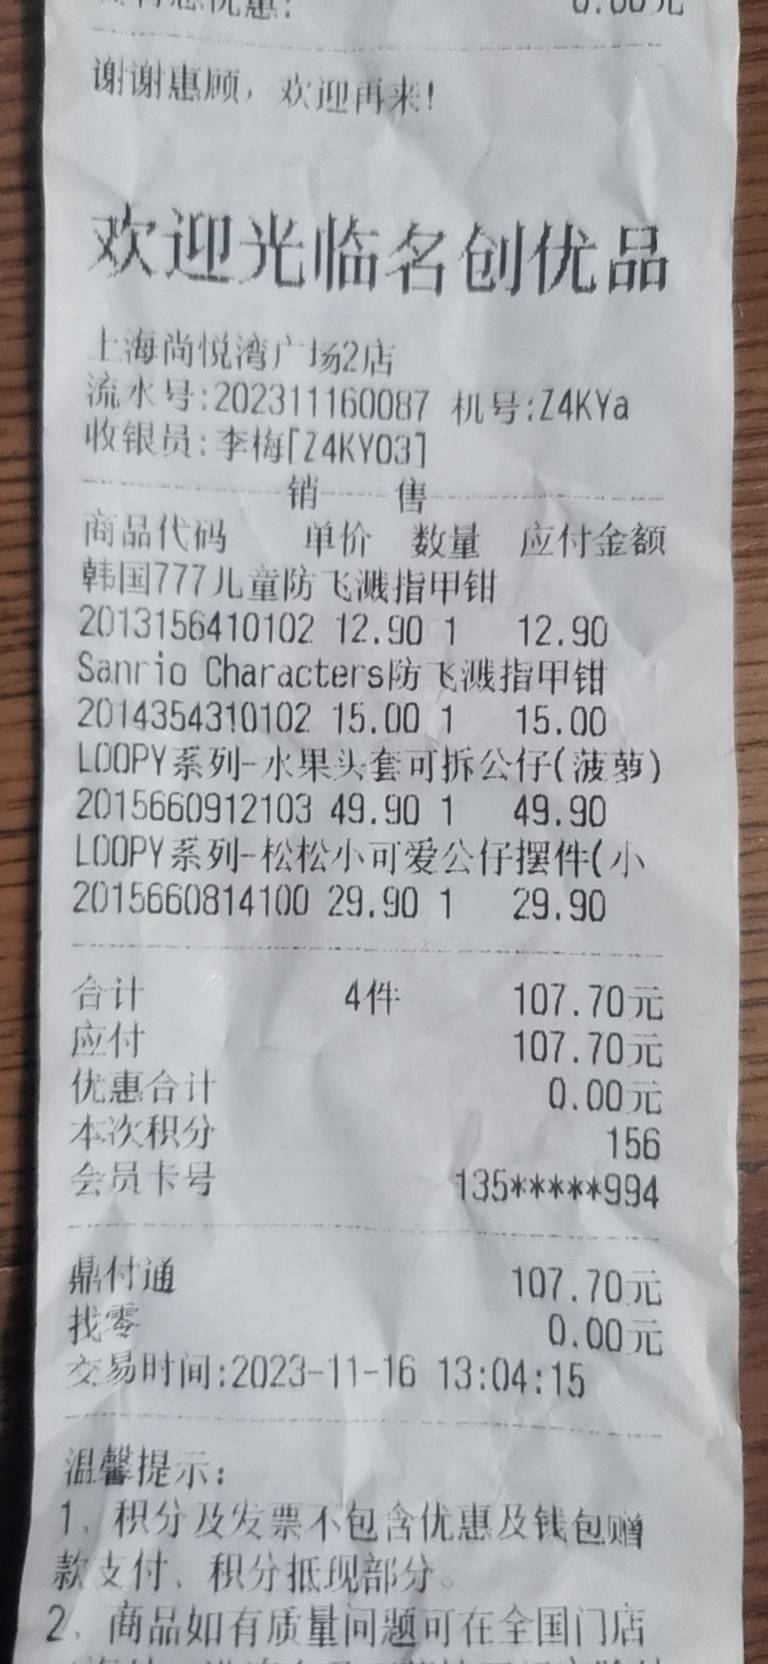 0.00元
谢谢惠顾，欢迎再来!
欢迎光临名创优品
上海尚悦湾广场2店
流水号:202311160087 机号:Z4KYa
收银员:李梅[Z4KY03]
销 售
商品代码 单价 数量 应付金额
韩国777儿童防飞溅指甲钳
2013156410102 12.90 1 12.90
Sanrio Characters防飞溅指甲钳
2014354310102 15.00 1 15.00
LOOPY系列-水果头套可拆公仔(菠萝)
2015660912103 49.90 1 49.90
LOOPY系列-松松小可爱公仔摆件(小
2015660814100 29.90 1 29.90
合计 4件 107.70元
应付 107.70元
优惠合计 0.00元
本次积分 156
会员卡号 135*****994
鼎付通 107.70元
找零 0.00元
交易时间:2023-11-16 13:04:15
温馨提示:
1、积分及发票不包含优惠及钱包赠
款支付、积分抵现部分。
2、商品如有质量问题可在全国门店